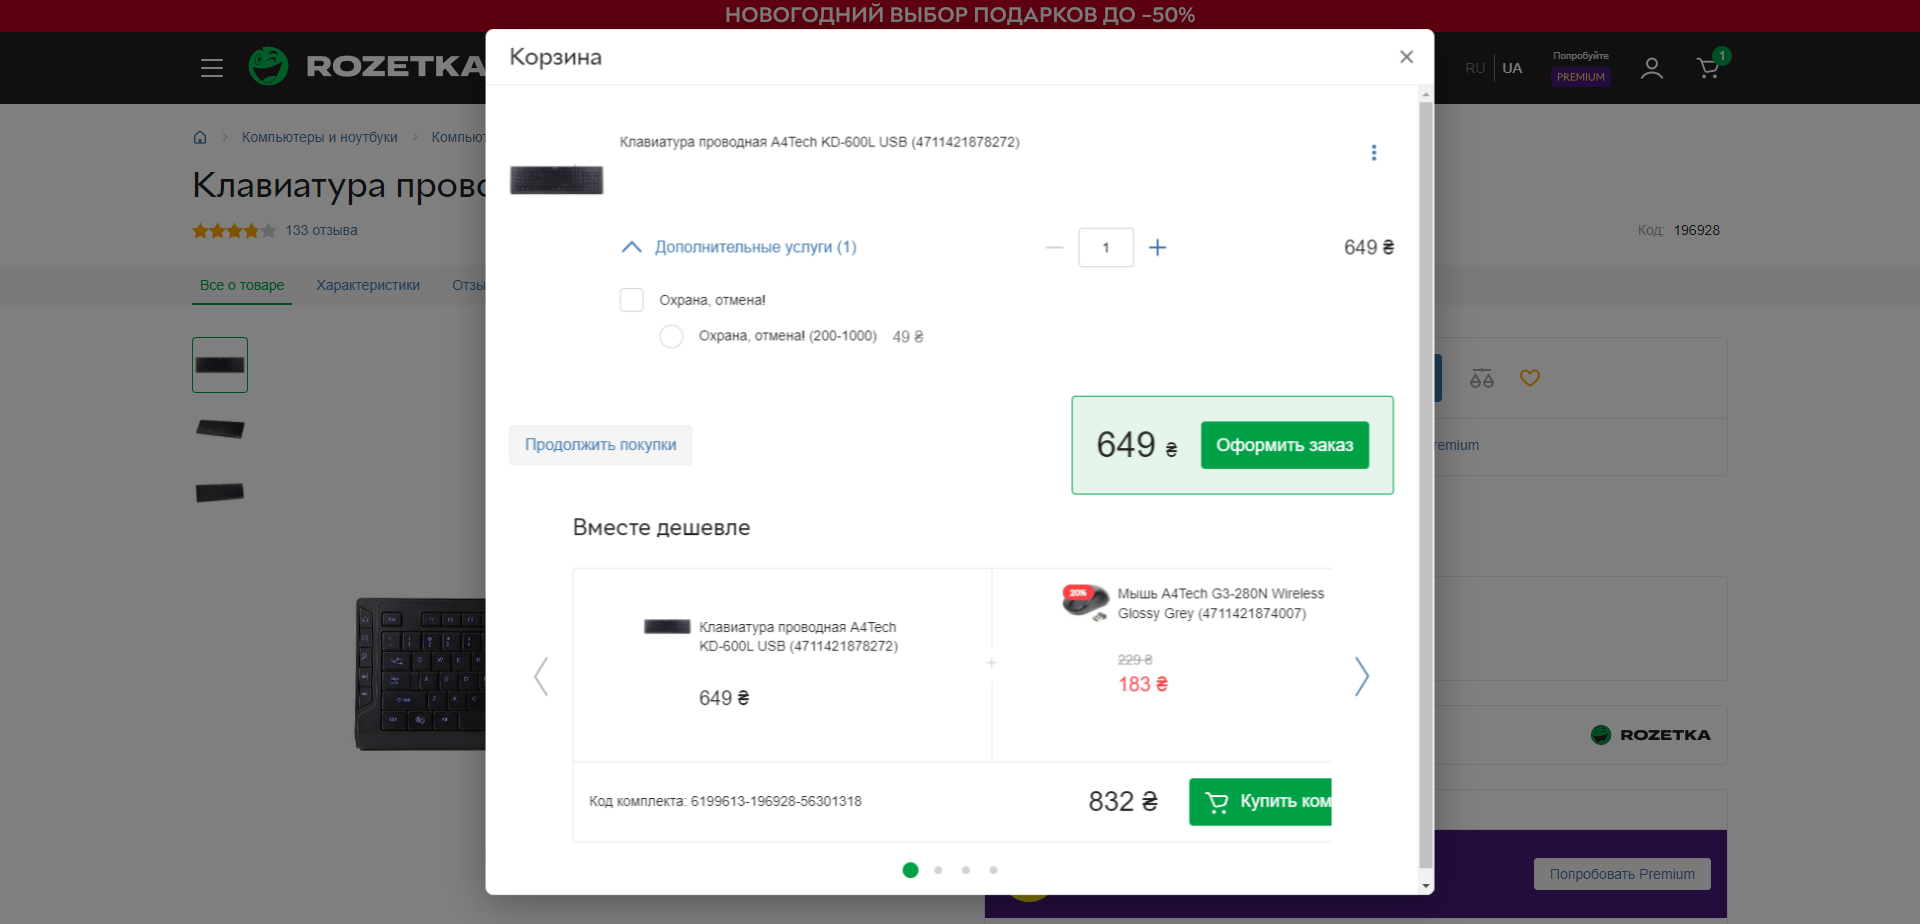 НОВОГОДНИЙ ВЫБОР ПОДАРКОВ ДО -50%
ROZETKA
RU
UA
Попробуйте
PREMIUM
1
Компьютеры и ноутбуки
Компьют
Клавиатура прово
133 отзыва
Код: 196928
Все о товаре
Характеристики
Отзы
Корзина
Клавиатура проводная A4Tech KD-600L USB (4711421878272)
Дополнительные услуги (1)
1
649 ₴
Охрана, отмена!
Охрана, отмена! (200-1000) 49 ₴
Продолжить покупки
649 ₴
Оформить заказ
Вместе дешевле
Клавиатура проводная A4Tech
KD-600L USB (4711421878272)
649 ₴
+
20%
Мышь A4Tech G3-280N Wireless
Glossy Grey (4711421874007)
229 ₴
183 ₴
Код комплекта: 6199613-196928-56301318
832 ₴
Купить ком
remium
ROZETKA
Попробовать Premium